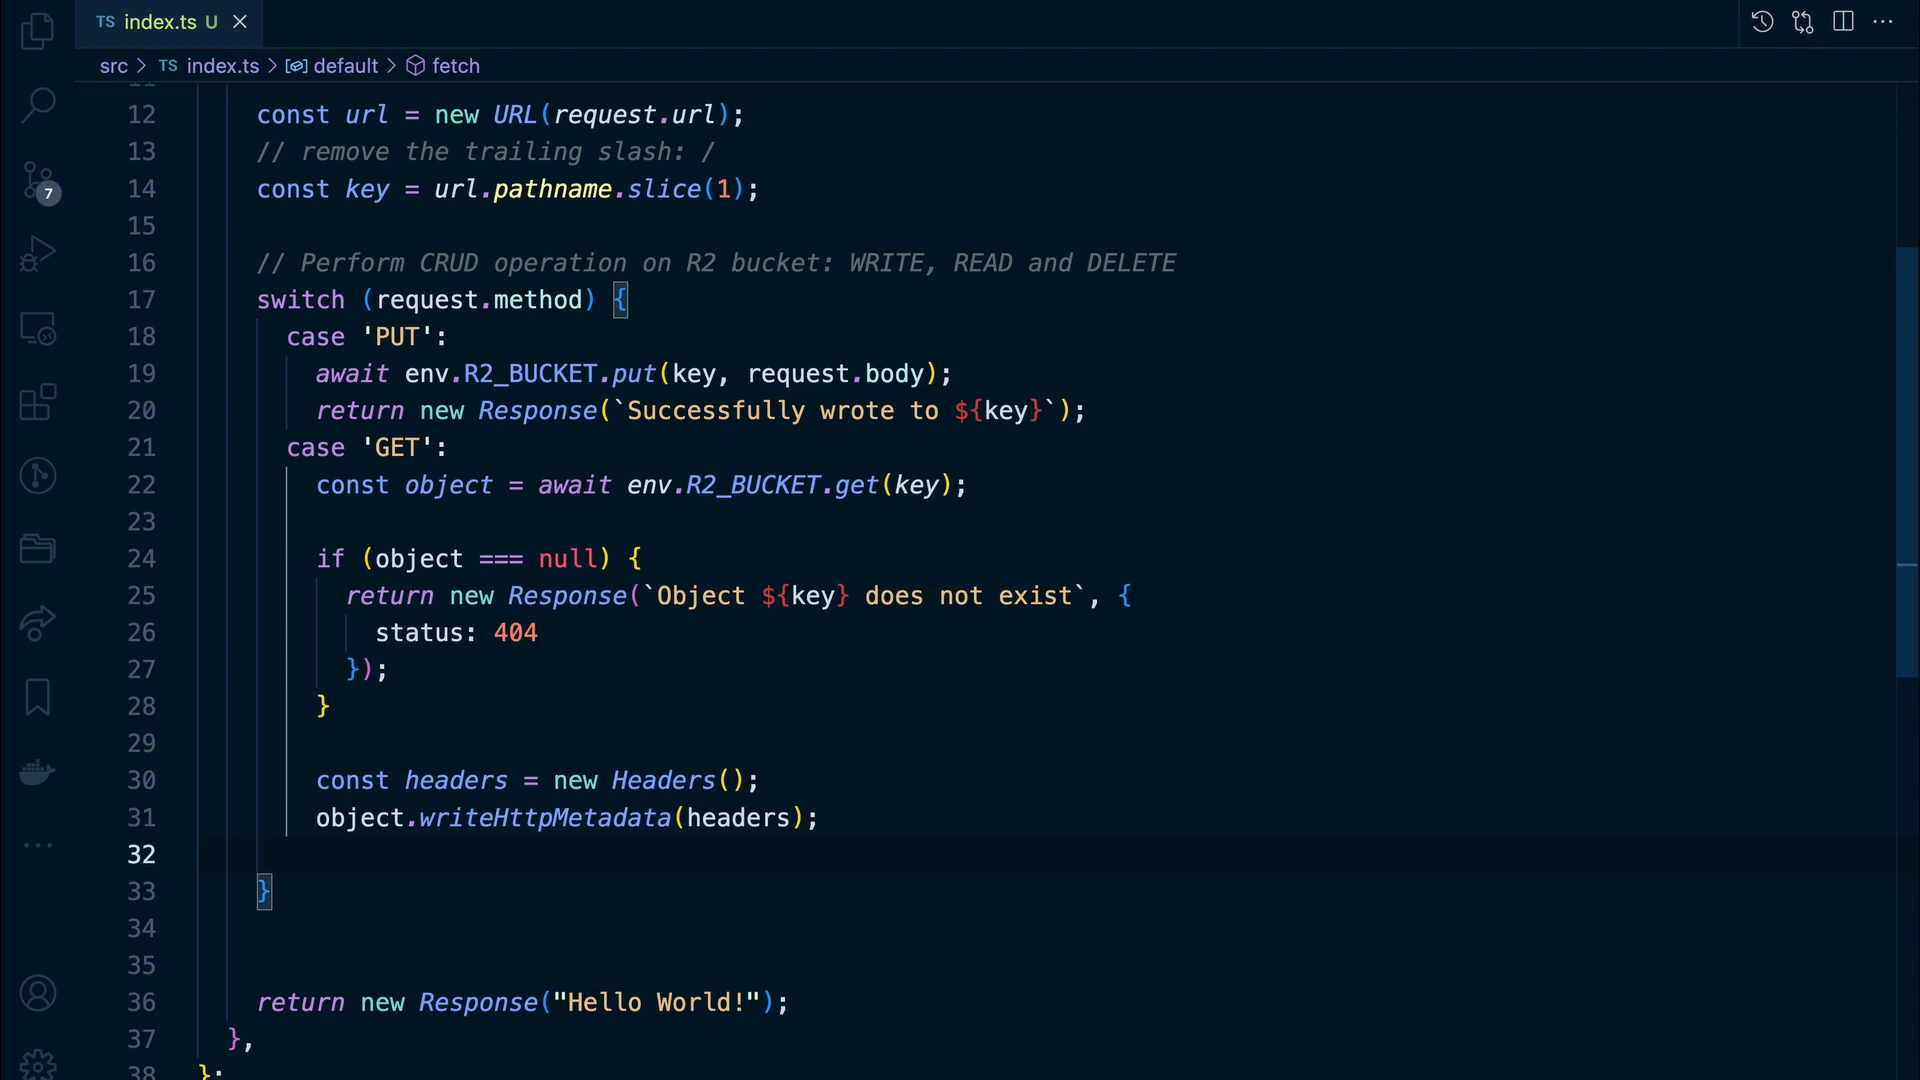 TS index.ts U
src > TS index.ts > default > fetch
7
11
12 const url = new URL(request.url);
13 // remove the trailing slash: /
14 const key = url.pathname.slice(1);
15
16 // Perform CRUD operation on R2 bucket: WRITE, READ and DELETE
17 switch (request.method) {
18 case 'PUT':
19 await env.R2_BUCKET.put(key, request.body);
20 return new Response(`Successfully wrote to ${key}`);
21 case 'GET':
22 const object = await env.R2_BUCKET.get(key);
23
24 if (object === null) {
25 return new Response(`Object ${key} does not exist`, {
26 status: 404
27 });
28 }
29
30 const headers = new Headers();
31 object.writeHttpMetadata(headers);
32
33 }
34
35
36 return new Response("Hello World!");
37 },
38 };